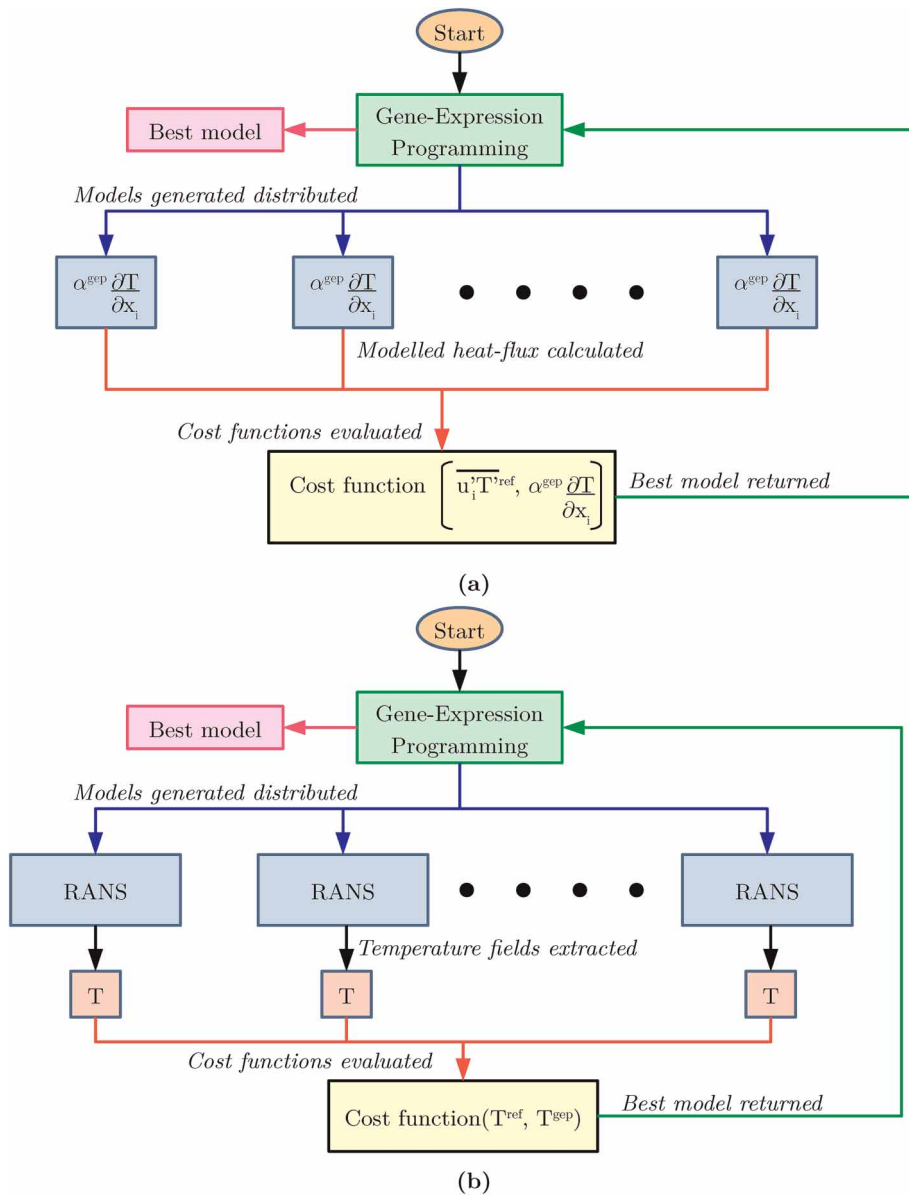 Start
Gene-Expression
Programming
Best model
Models generated distributed
α^gep ∂T/∂x_i
α^gep ∂T/∂x_i
α^gep ∂T/∂x_i
Modelled heat-flux calculated
Cost functions evaluated
Cost function ( \overline{u_i'T'}^ref, α^gep ∂T/∂x_i )
Best model returned
(a)
Start
Gene-Expression
Programming
Best model
Models generated distributed
RANS
RANS
RANS
Temperature fields extracted
T
T
T
Cost functions evaluated
Cost function(T^ref, T^gep)
Best model returned
(b)